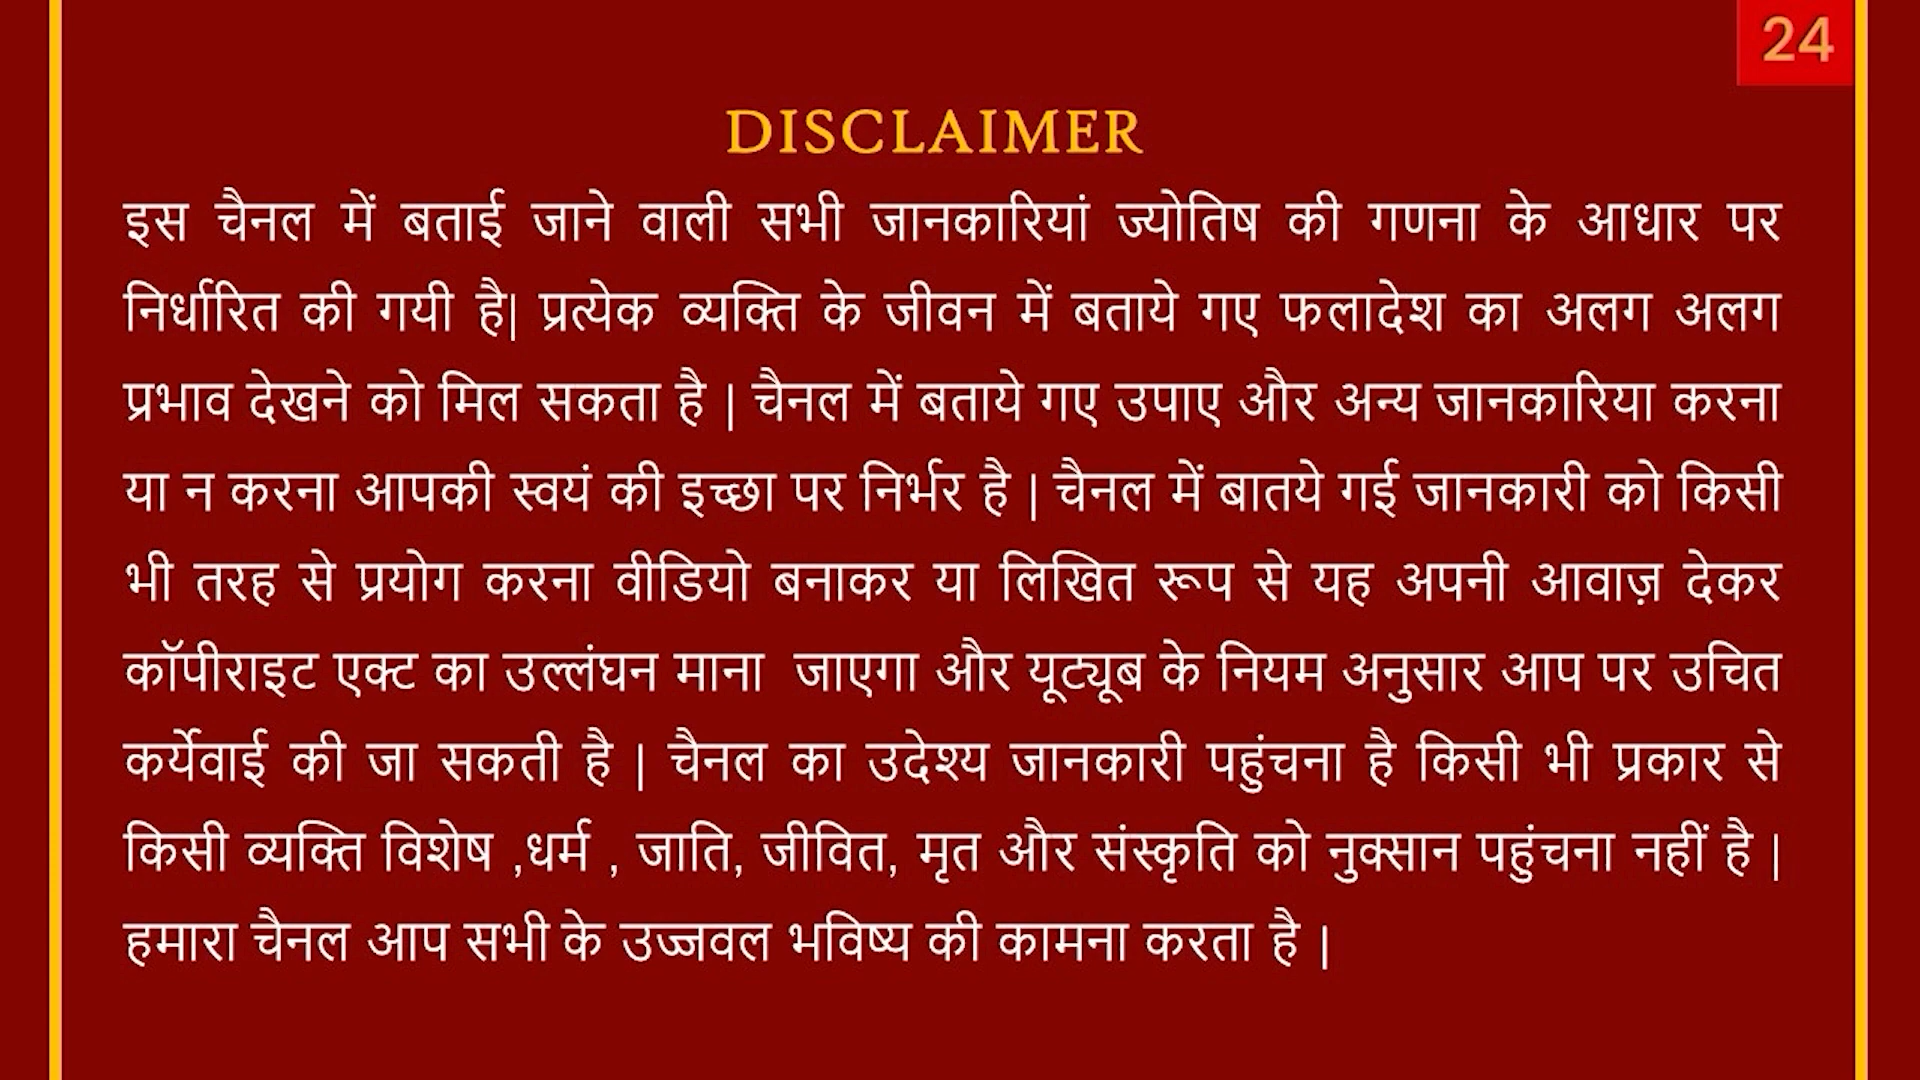 24
DISCLAIMER
इस चैनल में बताई जाने वाली सभी जानकारियां ज्योतिष की गणना के आधार पर
निर्धारित की गयी है| प्रत्येक व्यक्ति के जीवन में बताये गए फलादेश का अलग अलग
प्रभाव देखने को मिल सकता है | चैनल में बताये गए उपाए और अन्य जानकारिया करना
या न करना आपकी स्वयं की इच्छा पर निर्भर है | चैनल में बातये गई जानकारी को किसी
भी तरह से प्रयोग करना वीडियो बनाकर या लिखित रूप से यह अपनी आवाज़ देकर
कॉपीराइट एक्ट का उल्लंघन माना जाएगा और यूट्यूब के नियम अनुसार आप पर उचित
कर्येवाई की जा सकती है | चैनल का उदेश्य जानकारी पहुंचना है किसी भी प्रकार से
किसी व्यक्ति विशेष ,धर्म , जाति, जीवित, मृत और संस्कृति को नुक्सान पहुंचना नहीं है |
हमारा चैनल आप सभी के उज्जवल भविष्य की कामना करता है |